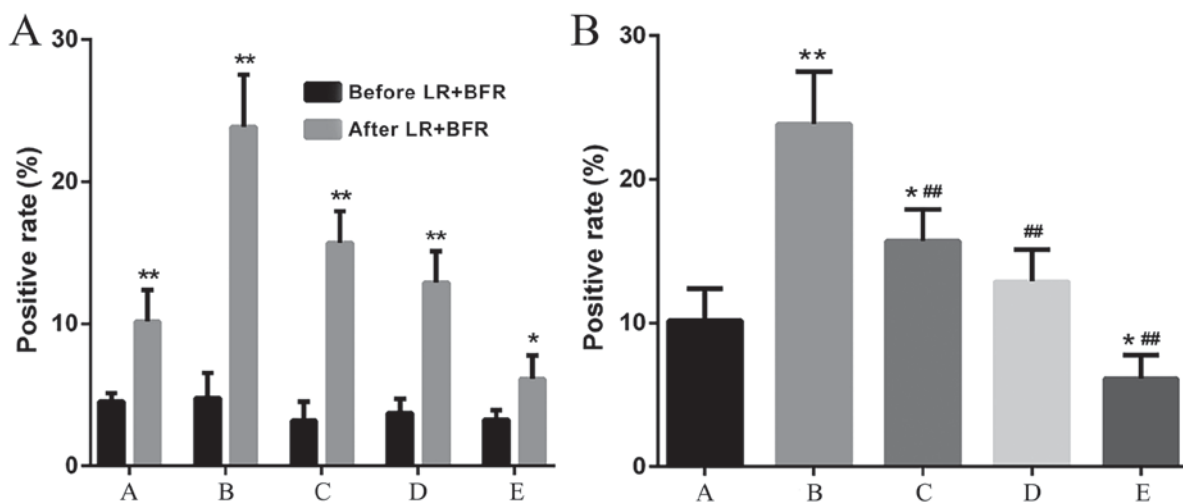 A
30
20
10
0
Positive rate (%)
Before LR+BFR
After LR+BFR
**
**
**
**
*
A B C D E
B
30
20
10
0
Positive rate (%)
**
* ##
##
* ##
A B C D E